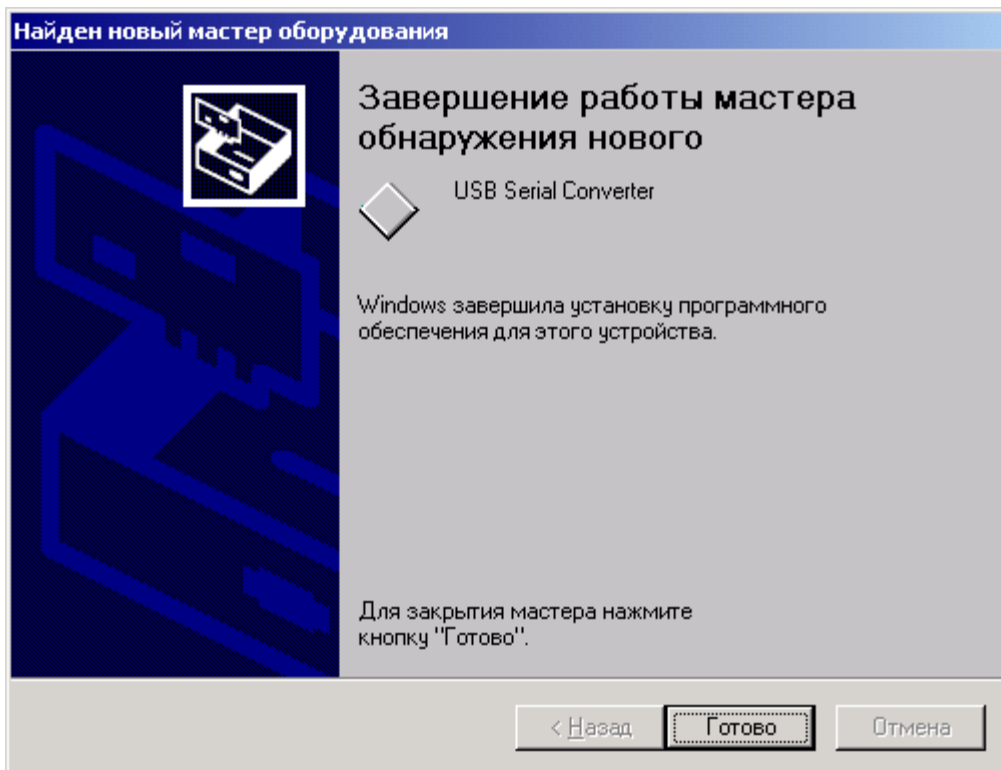 Найден новый мастер оборудования
Завершение работы мастера
обнаружения нового
USB Serial Converter
Windows завершила установку программного
обеспечения для этого устройства.
Для закрытия мастера нажмите
кнопку "Готово".
< Назад
Готово
Отмена